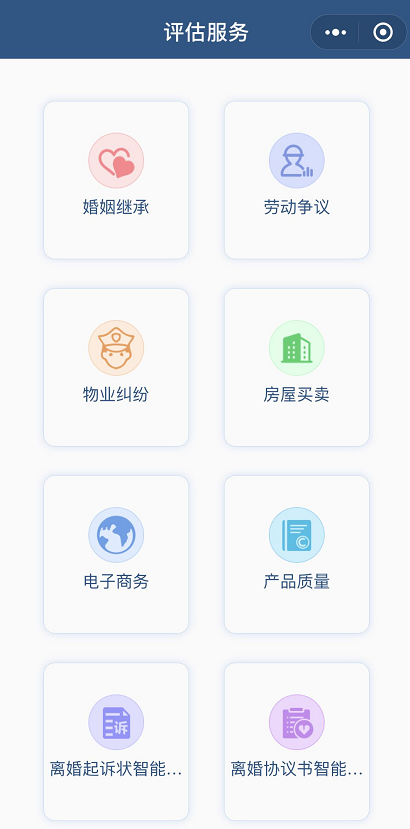 评估服务
婚姻继承
劳动争议
物业纠纷
房屋买卖
电子商务
产品质量
诉
离婚起诉状智能...
离婚协议书智能...